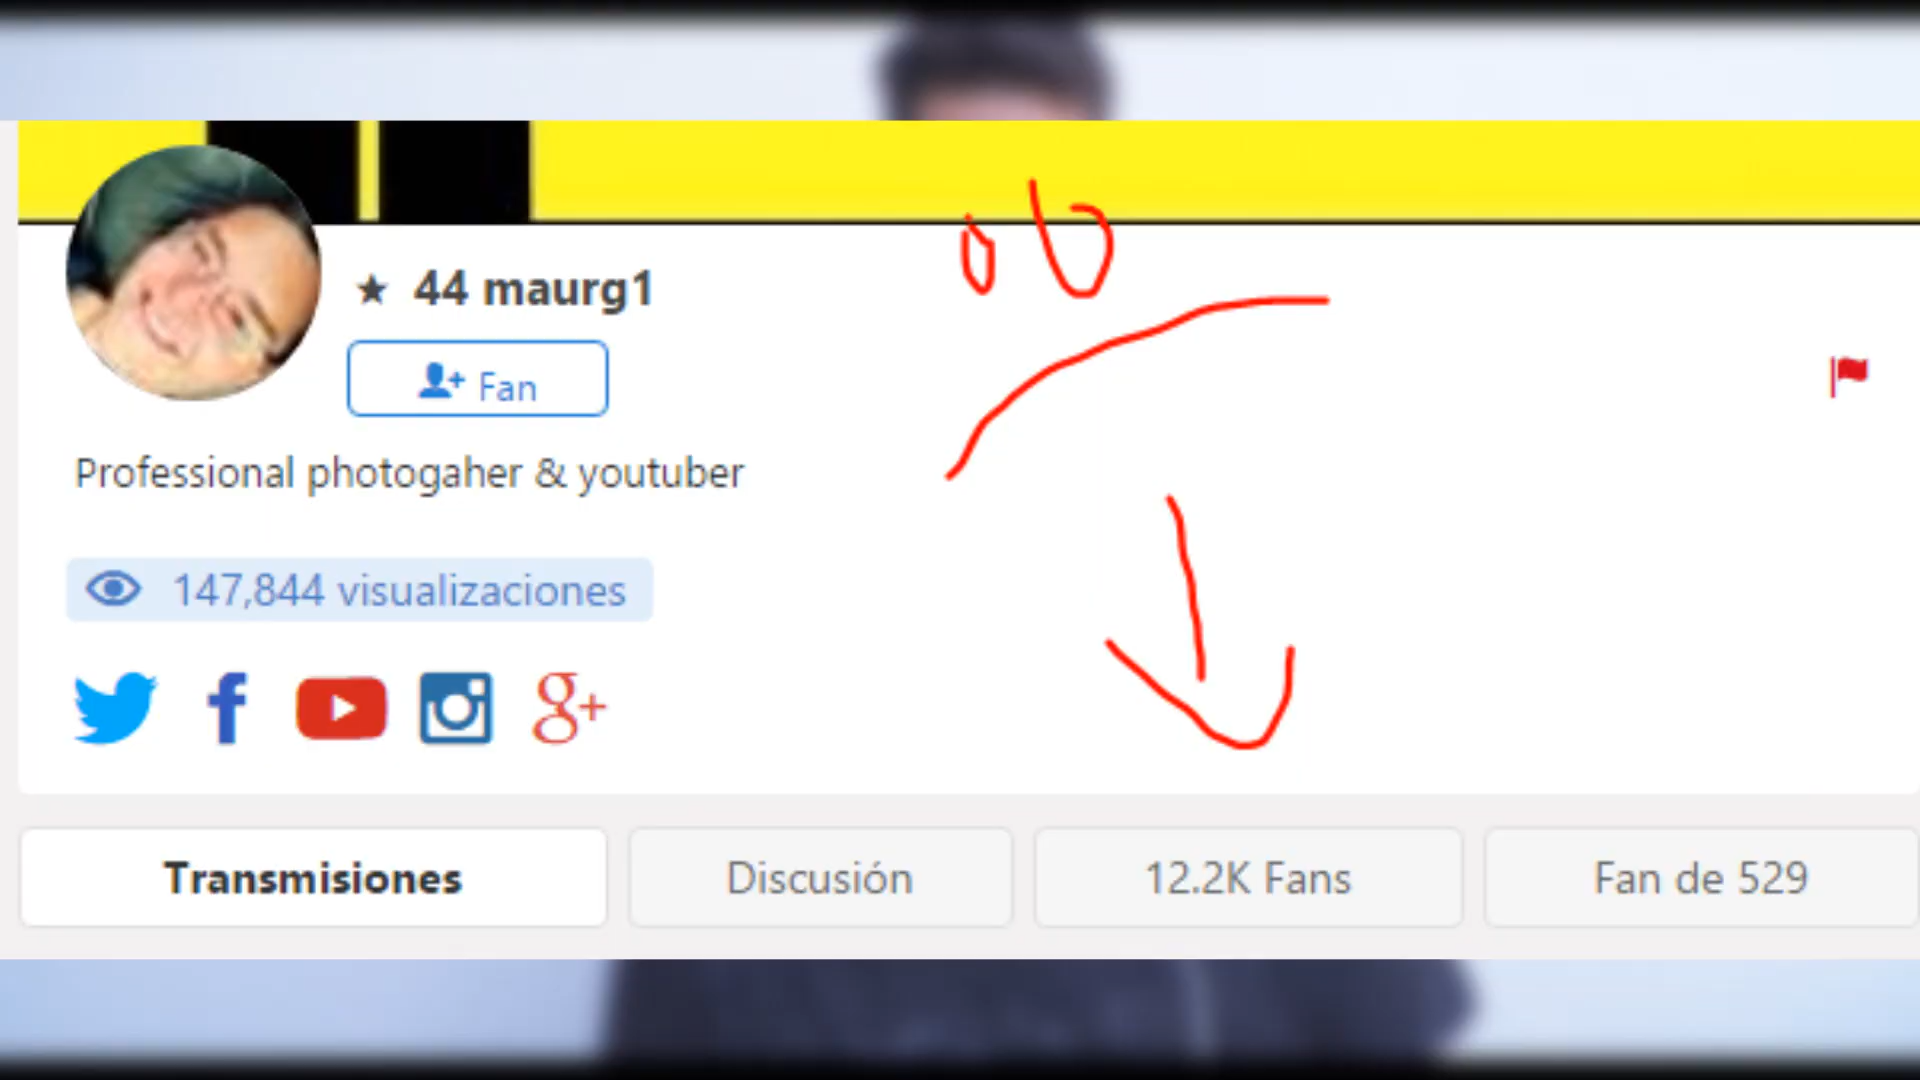 ★ 44 maurg1
Fan
Professional photogaher & youtuber
147,844 visualizaciones
Transmisiones
Discusión
12.2K Fans
Fan de 529